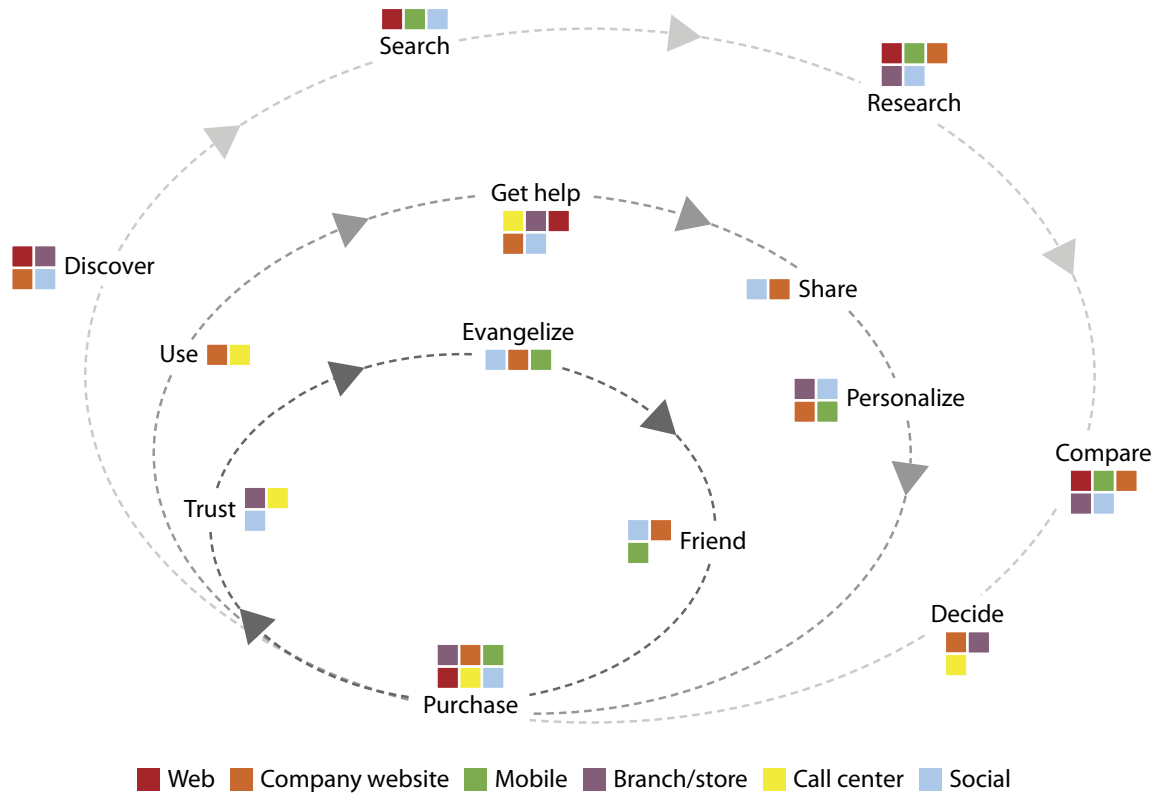 Search
Research
Get help
Discover
Share
Evangelize
Use
Personalize
Compare
Trust
Friend
Decide
Purchase
Web
Company website
Mobile
Branch/store
Call center
Social